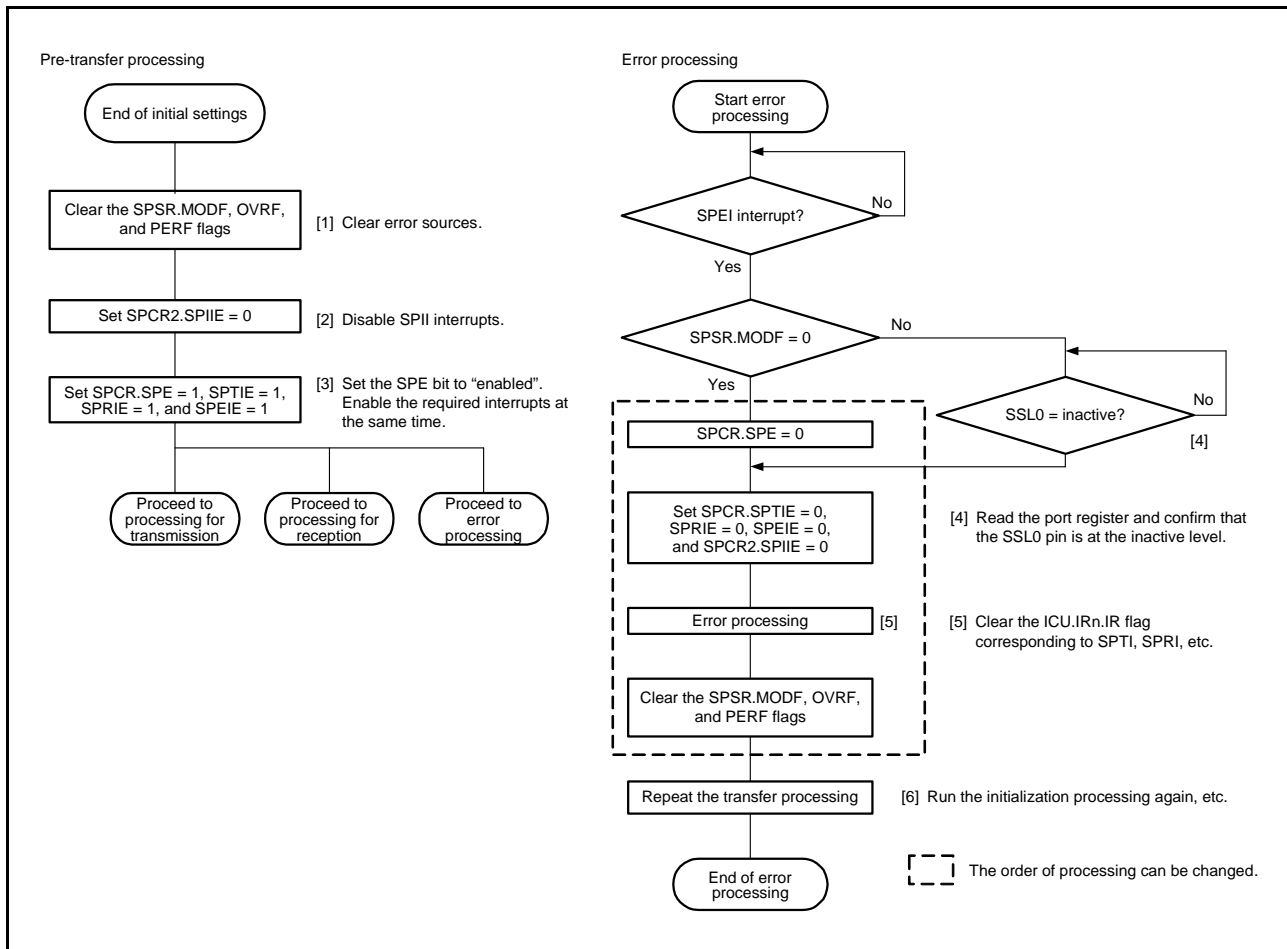 Pre-transfer processing
End of initial settings
Clear the SPSR.MODF, OVRF,
and PERF flags
[1] Clear error sources.
Set SPCR2.SPIIE = 0
[2] Disable SPII interrupts.
Set SPCR.SPE = 1, SPTIE = 1,
SPRIE = 1, and SPEIE = 1
[3] Set the SPE bit to “enabled”.
Enable the required interrupts at
the same time.
Proceed to
processing for
transmission
Proceed to
processing for
reception
Proceed to
error
processing
Error processing
Start error
processing
SPEI interrupt?
No
Yes
SPSR.MODF = 0
No
Yes
SSL0 = inactive?
No
[4]
SPCR.SPE = 0
Set SPCR.SPTIE = 0,
SPRIE = 0, SPEIE = 0,
and SPCR2.SPIIE = 0
[4] Read the port register and confirm that
the SSL0 pin is at the inactive level.
Error processing
[5]
[5] Clear the ICU.IRn.IR flag
corresponding to SPTI, SPRI, etc.
Clear the SPSR.MODF, OVRF,
and PERF flags
Repeat the transfer processing
[6] Run the initialization processing again, etc.
End of error
processing
The order of processing can be changed.